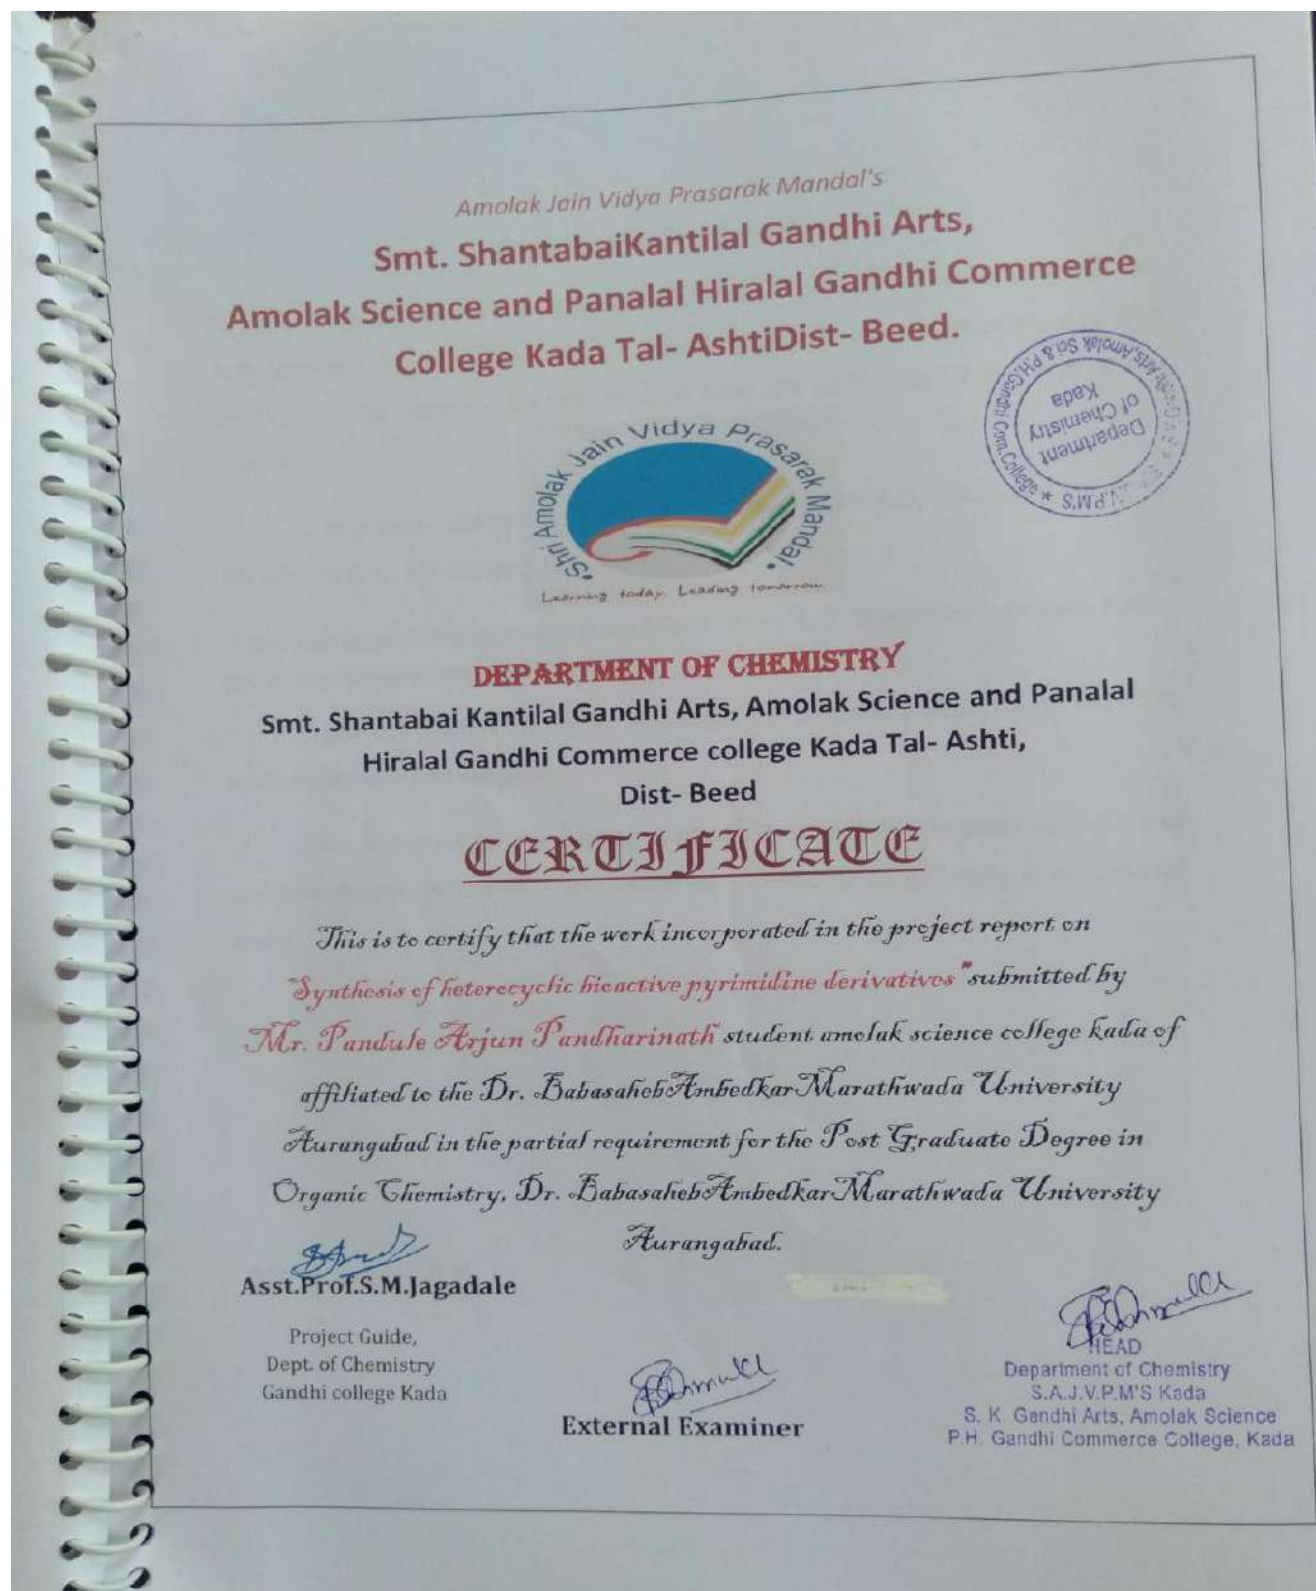 Amolak Jain Vidya Prasarak Mandal's
Smt. ShantabaiKantilal Gandhi Arts,
Amolak Science and Panalal Hiralal Gandhi Commerce
College Kada Tal- AshtiDist- Beed.
Gandhi Arts,Amolak Sci.& P.H.Gandhi Com.College ★
Department
of Chemistry
Kada
Shri Amolak Jain Vidya Prasarak Mandal
Learning today. Leading tomorrow.
DEPARTMENT OF CHEMISTRY
Smt. Shantabai Kantilal Gandhi Arts, Amolak Science and Panalal
Hiralal Gandhi Commerce college Kada Tal- Ashti,
Dist- Beed
CERTIFICATE
This is to certify that the work incorporated in the project report on
Synthesis of heterocyclic bioactive pyrimidine derivatives "submitted by
Mr. Pandule Arjun Pandharinath student amolak science college kada of
affiliated to the Dr. BabasahebAmbedkarMarathwada University
Aurangabad in the partial requirement for the Post Graduate Degree in
Organic Chemistry, Dr. BabasahebAmbedkarMarathwada University
Aurangabad.
Asst.Prof.S.M.Jagadale
Project Guide,
Dept. of Chemistry
Gandhi college Kada
External Examiner
HEAD
Department of Chemistry
S.A.J.V.P.M'S Kada
S. K. Gandhi Arts, Amolak Science
P.H. Gandhi Commerce College, Kada